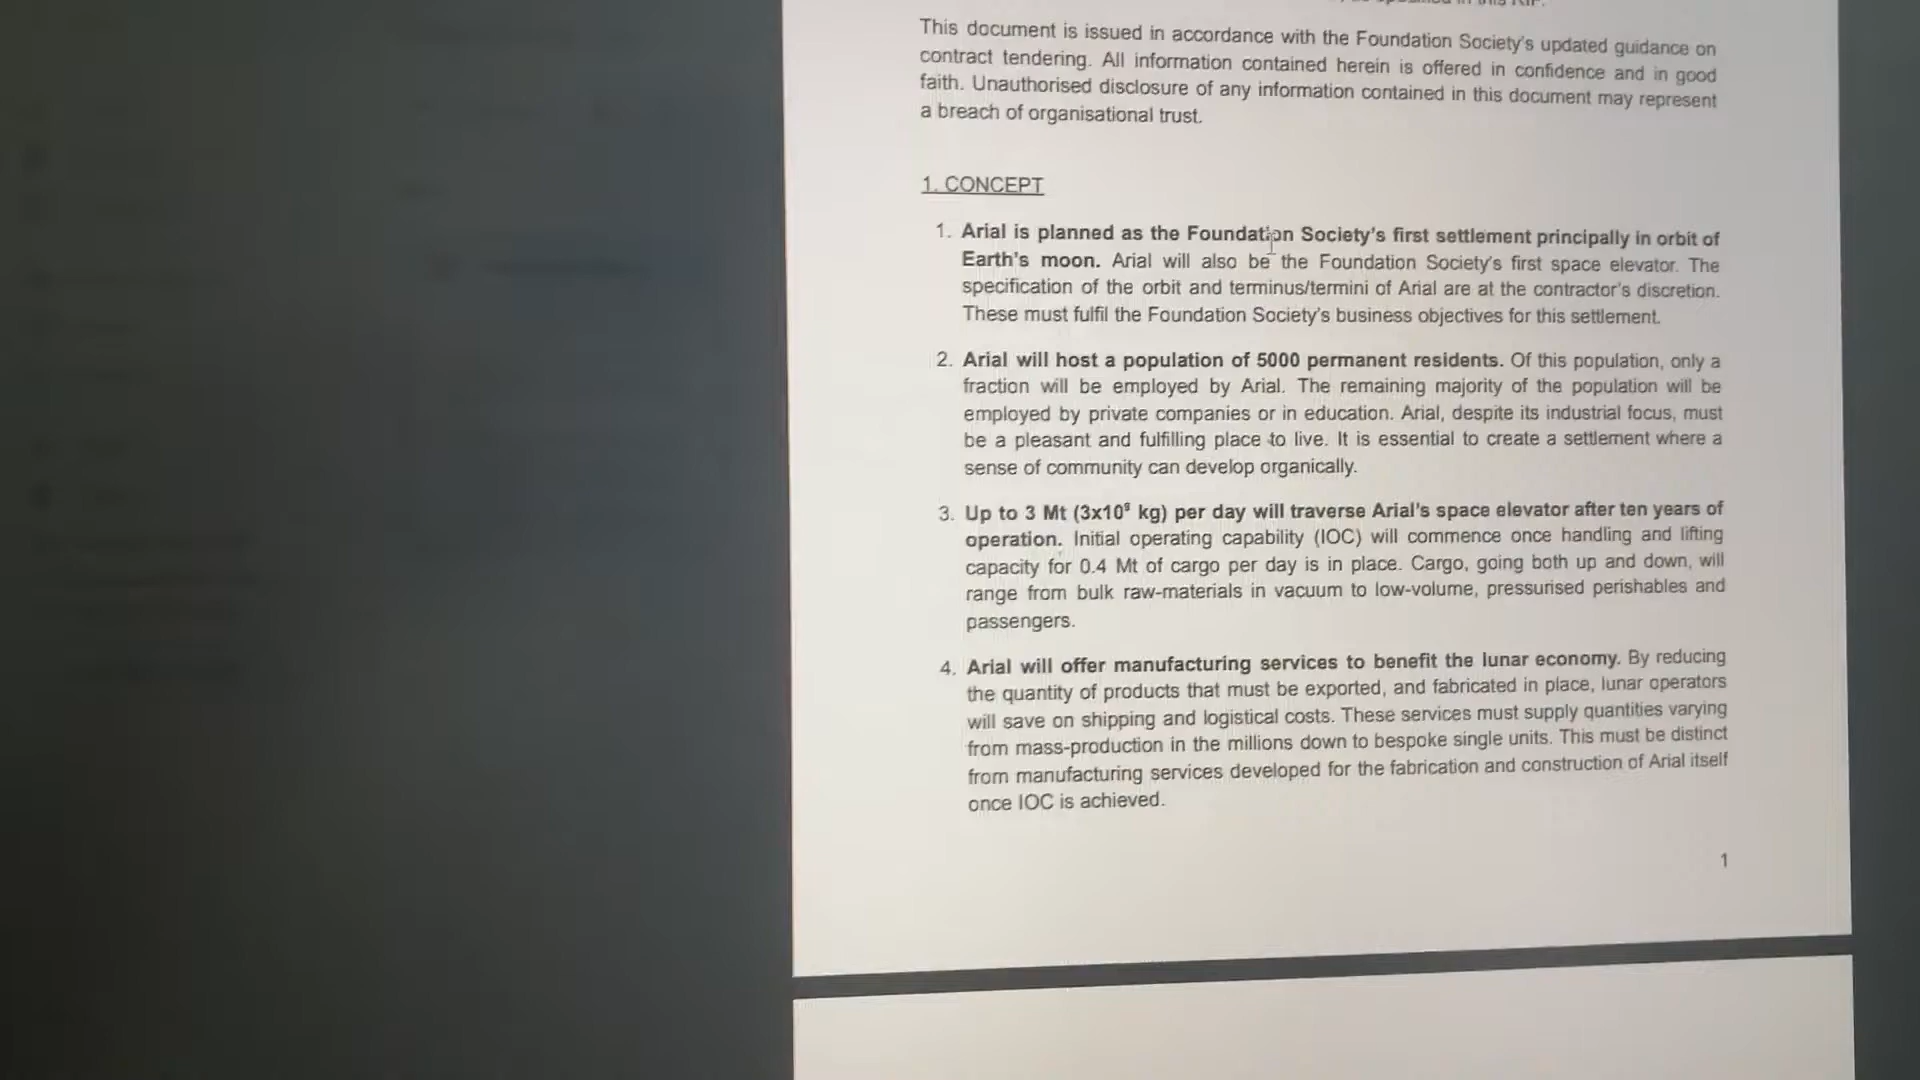 This document is issued in accordance with the Foundation Society's updated guidance on
contract tendering. All information contained herein is offered in confidence and in good
faith. Unauthorised disclosure of any information contained in this document may represent
a breach of organisational trust.
1. CONCEPT
1. Arial is planned as the Foundation Society's first settlement principally in orbit of
Earth's moon. Arial will also be the Foundation Society's first space elevator. The
specification of the orbit and terminus/termini of Arial are at the contractor's discretion.
These must fulfil the Foundation Society's business objectives for this settlement.
2. Arial will host a population of 5000 permanent residents. Of this population, only a
fraction will be employed by Arial. The remaining majority of the population will be
employed by private companies or in education. Arial, despite its industrial focus, must
be a pleasant and fulfilling place to live. It is essential to create a settlement where a
sense of community can develop organically.
3. Up to 3 Mt (3x10⁹ kg) per day will traverse Arial's space elevator after ten years of
operation. Initial operating capability (IOC) will commence once handling and lifting
capacity for 0.4 Mt of cargo per day is in place. Cargo, going both up and down, will
range from bulk raw-materials in vacuum to low-volume, pressurised perishables and
passengers.
4. Arial will offer manufacturing services to benefit the lunar economy. By reducing
the quantity of products that must be exported, and fabricated in place, lunar operators
will save on shipping and logistical costs. These services must supply quantities varying
from mass-production in the millions down to bespoke single units. This must be distinct
from manufacturing services developed for the fabrication and construction of Arial itself
once IOC is achieved.
1